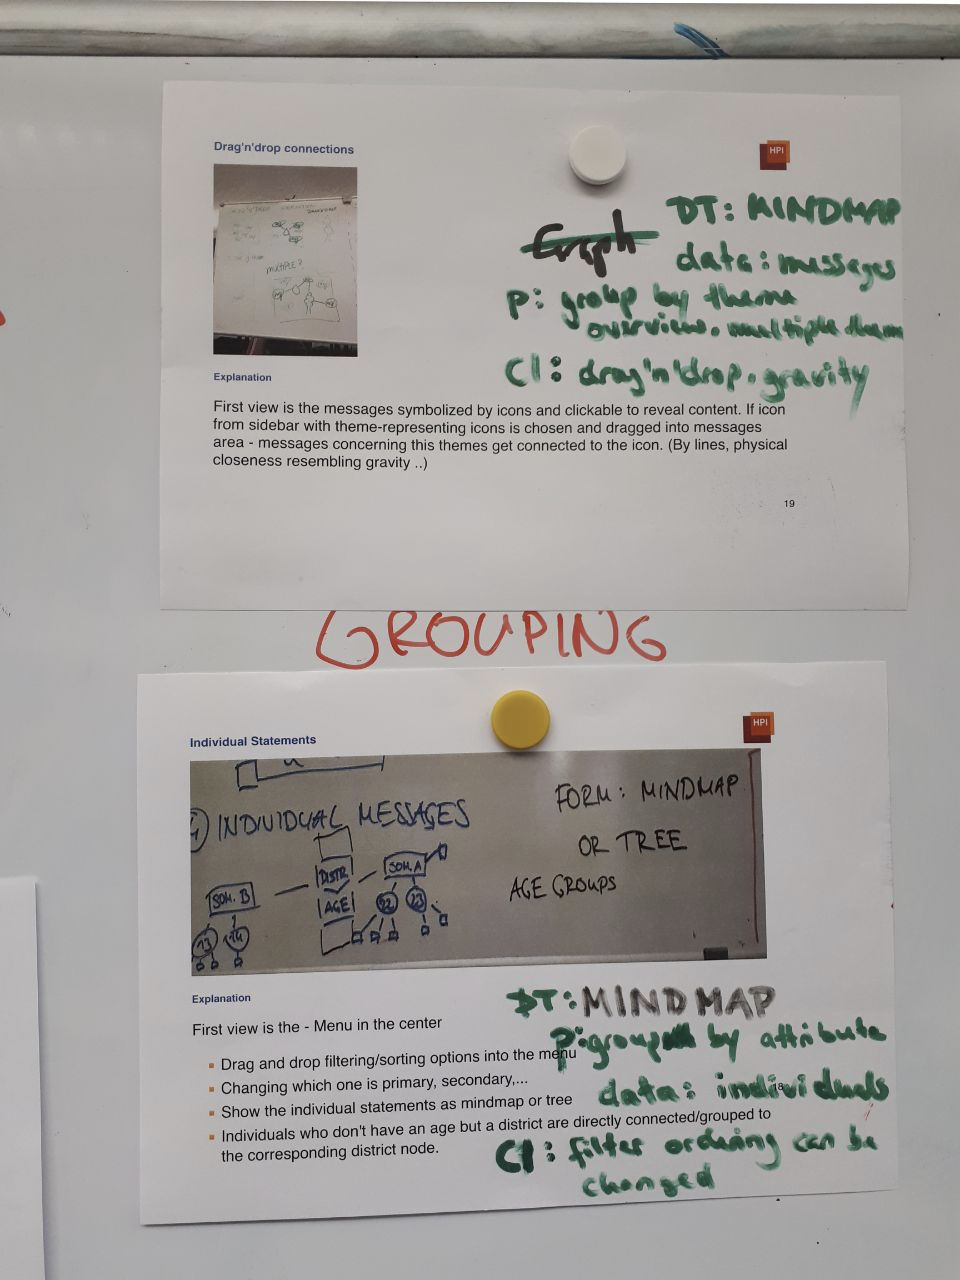 Drag'n'drop connections
HPI
MULTIPLE?
Graph
DT: MINDMAP
data: messages
P: group by theme
overview. multiple them
CI: drag'n'drop. gravity
Explanation
First view is the messages symbolized by icons and clickable to reveal content. If icon
from sidebar with theme-representing icons is chosen and dragged into messages
area - messages concerning this themes get connected to the icon. (By lines, physical
closeness resembling gravity ..)
19
GROUPING
Individual Statements
HPI
INDIVIDUAL MESSAGES
FORM: MINDMAP
OR TREE
AGE GROUPS
DISTR
AGE
SOM. A
22 23
SOM. B
13 14
Explanation
DT: MINDMAP
First view is the - Menu in the center
P: group by attribute
Drag and drop filtering/sorting options into the menu
Changing which one is primary, secondary,...
data: individuals
18
Show the individual statements as mindmap or tree
Individuals who don't have an age but a district are directly connected/grouped to
the corresponding district node.
CI: filter ordering can be
changed